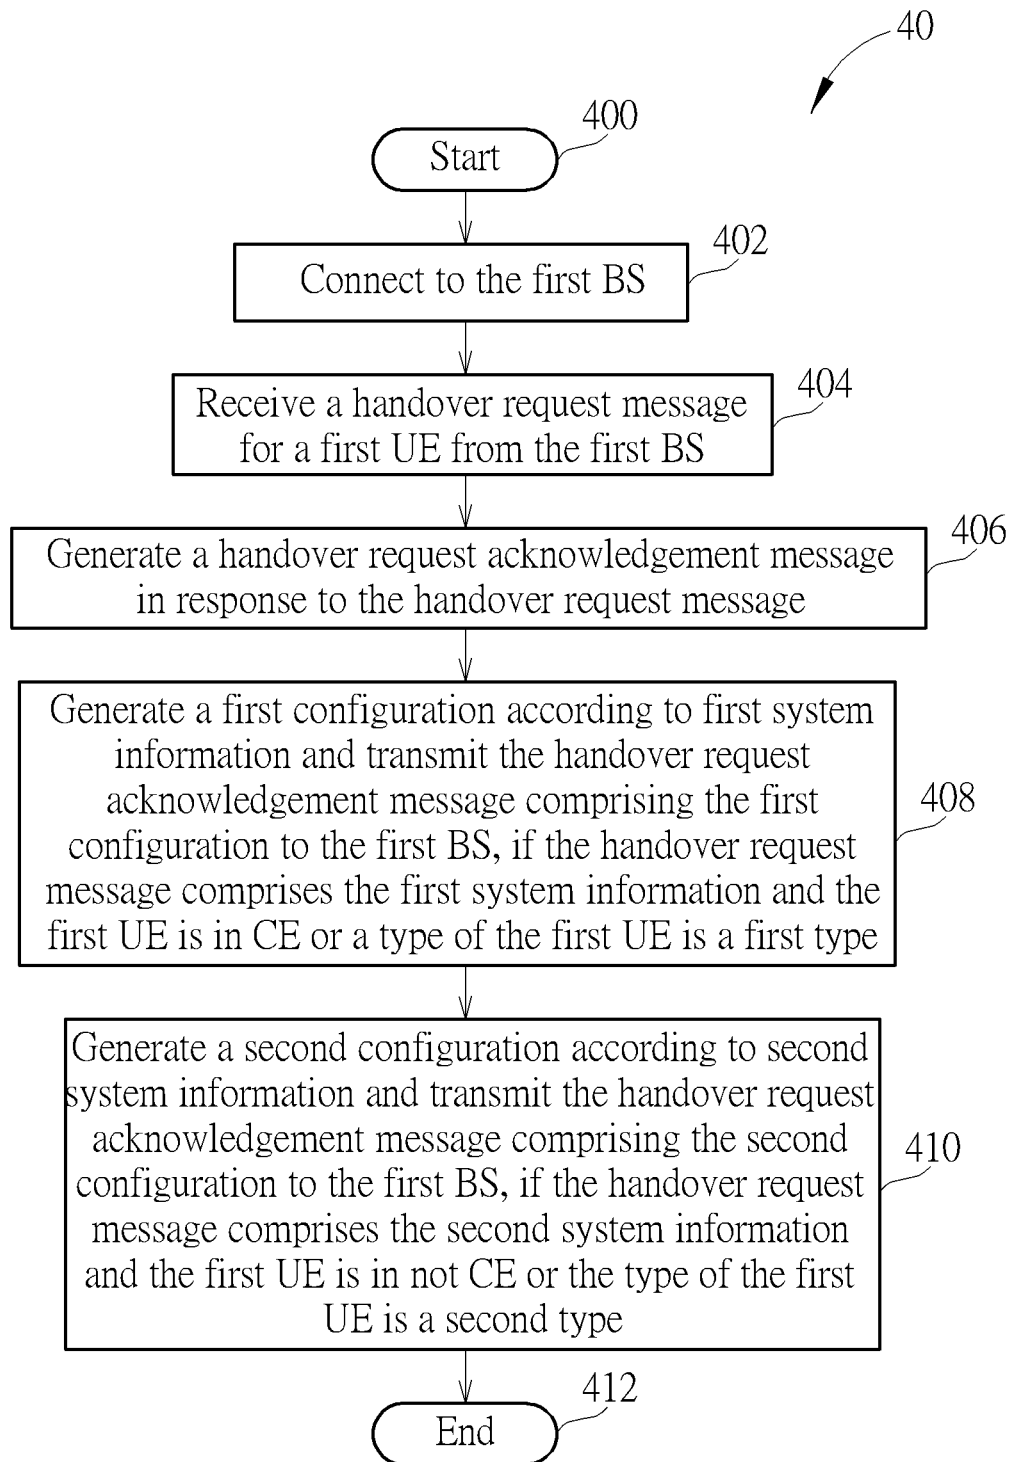 40
400
Start
402
Connect to the first BS
404
Receive a handover request message
for a first UE from the first BS
406
Generate a handover request acknowledgement message
in response to the handover request message
408
Generate a first configuration according to first system
information and transmit the handover request
acknowledgement message comprising the first
configuration to the first BS, if the handover request
message comprises the first system information and the
first UE is in CE or a type of the first UE is a first type
410
Generate a second configuration according to second
system information and transmit the handover request
acknowledgement message comprising the second
configuration to the first BS, if the handover request
message comprises the second system information
and the first UE is in not CE or the type of the first
UE is a second type
412
End